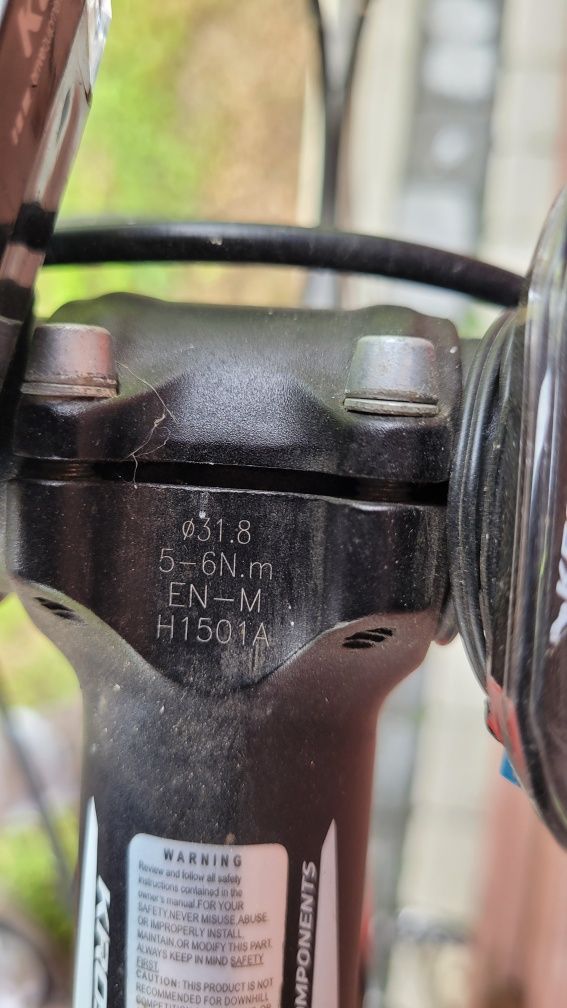 ø31.8
5-6N.m
EN-M
H1501A
WARNING
Review and follow all safety
instructions contained in the
owner's manual.FOR YOUR
SAFETY,NEVER MISUSE,ABUSE,
OR IMPROPERLY INSTALL,
MAINTAIN,OR MODIFY THIS PART.
ALWAYS KEEP IN MIND SAFETY
FIRST.
CAUTION: THIS PRODUCT IS NOT
RECOMMENDED FOR DOWNHILL
KRO
OMPONENTS